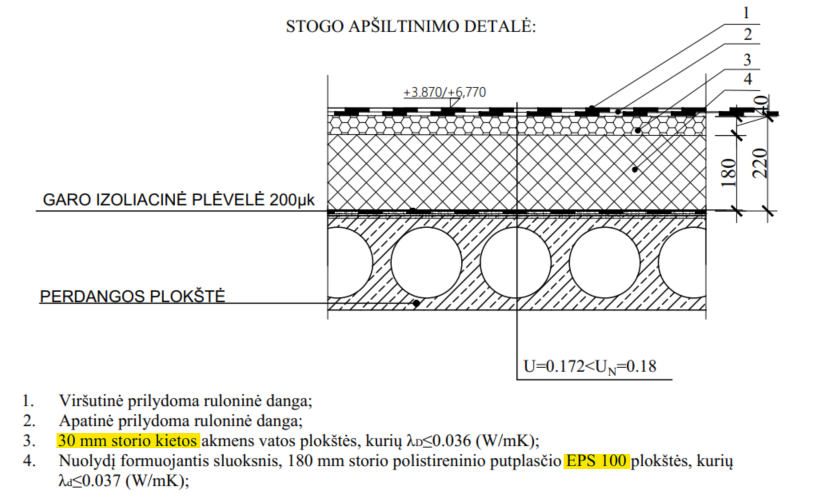 STOGO APŠILTINIMO DETALĖ:
1
2
3
4
+3.870/+6,770
40
180
220
GARO IZOLIACINĖ PLĖVELĖ 200µk
PERDANGOS PLOKŠTĖ
U=0.172<U_N=0.18
1. Viršutinė prilydoma ruloninė danga;
2. Apatinė prilydoma ruloninė danga;
3. 30 mm storio kietos akmens vatos plokštės, kurių λD≤0.036 (W/mK);
4. Nuolydį formuojantis sluoksnis, 180 mm storio polistireninio putplasčio EPS 100 plokštės, kurių
λd≤0.037 (W/mK);